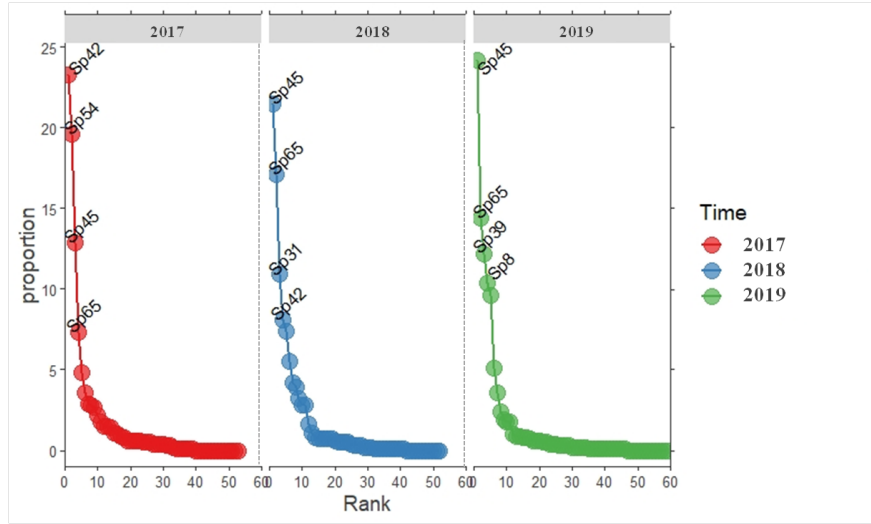 2017 2018 2019
25
20
15
10
5
0
proportion
Sp42
Sp54
Sp45
Sp65
Sp45
Sp65
Sp31
Sp42
Sp45
Sp65
Sp39
Sp8
0 10 20 30 40 50 60 0 10 20 30 40 50 60 0 10 20 30 40 50 60
Rank
Time
2017
2018
2019